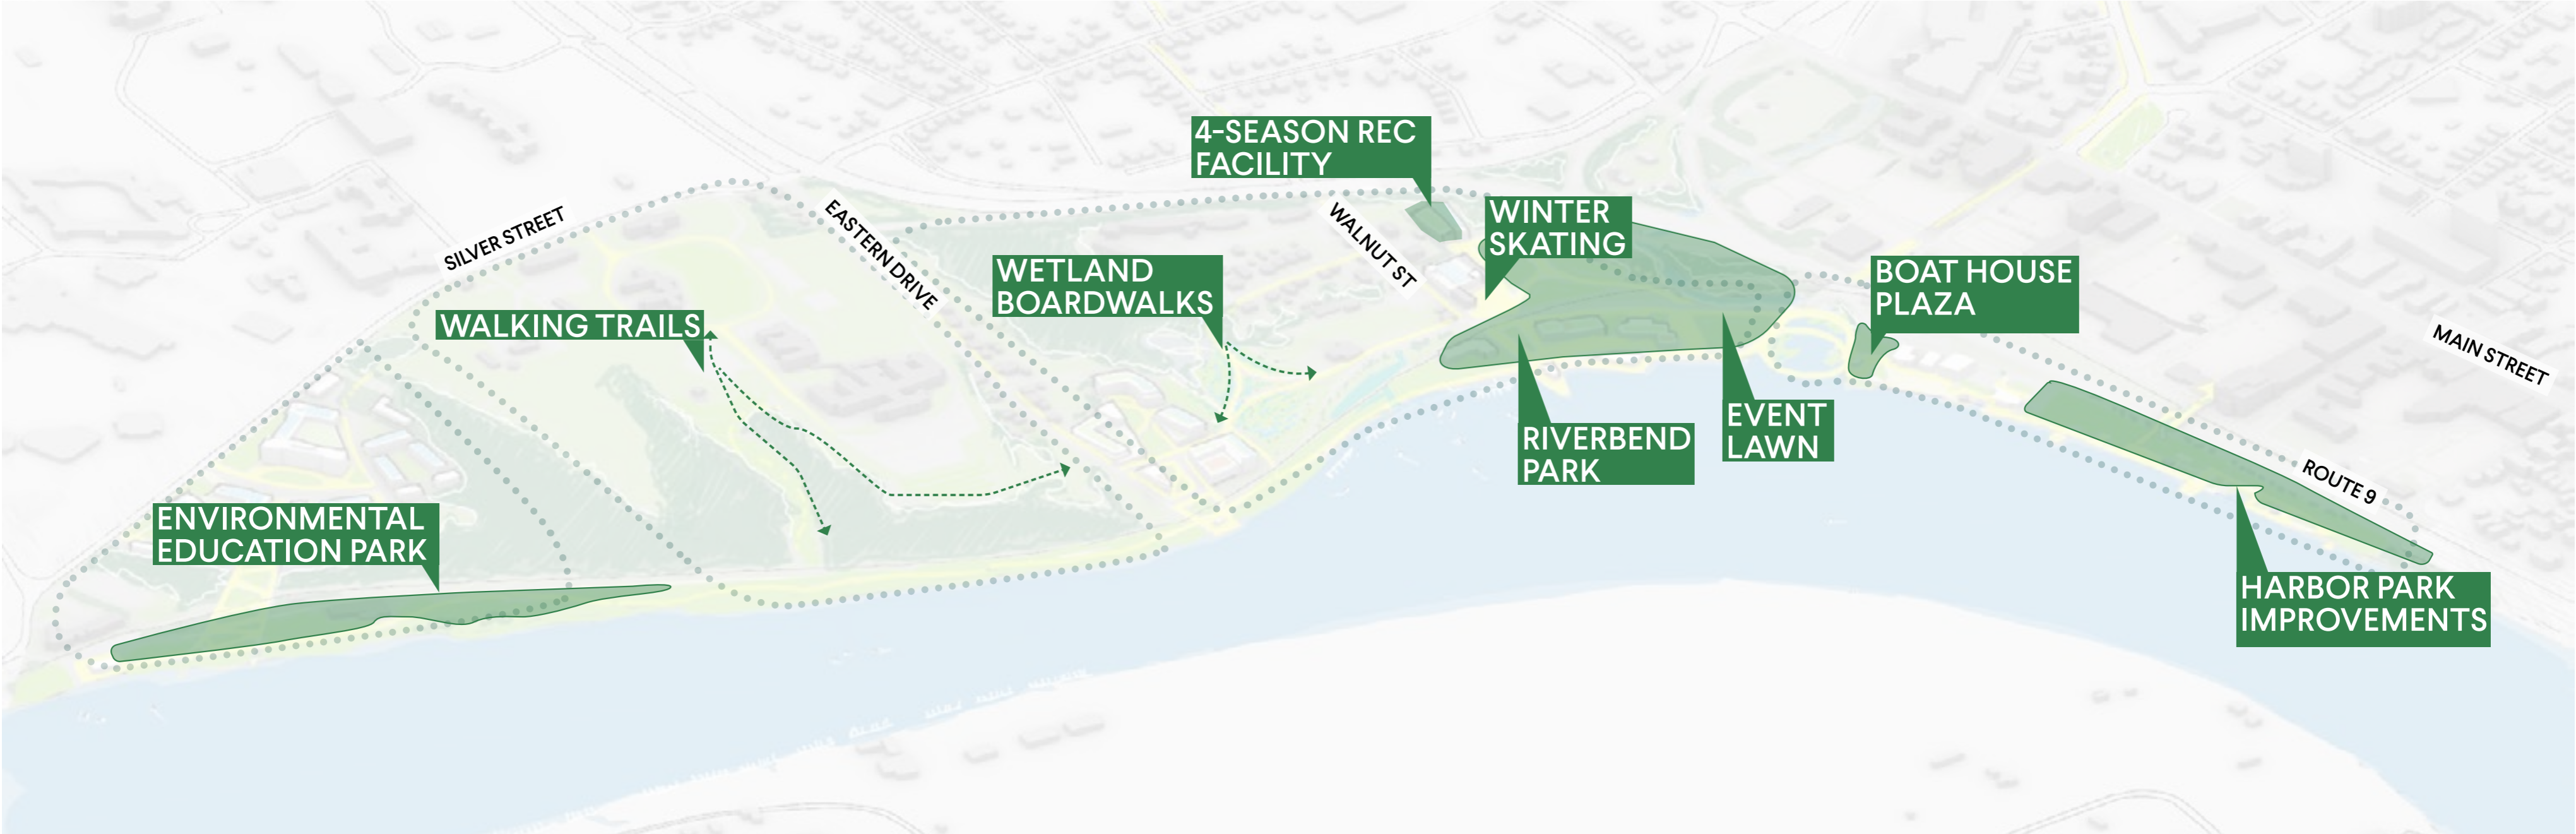 4-SEASON REC
FACILITY
WINTER
SKATING
SILVER STREET
EASTERN DRIVE
WALNUT ST
WETLAND
BOARDWALKS
BOAT HOUSE
PLAZA
WALKING TRAILS
MAIN STREET
EVENT
LAWN
RIVERBEND
PARK
ROUTE 9
ENVIRONMENTAL
EDUCATION PARK
HARBOR PARK
IMPROVEMENTS